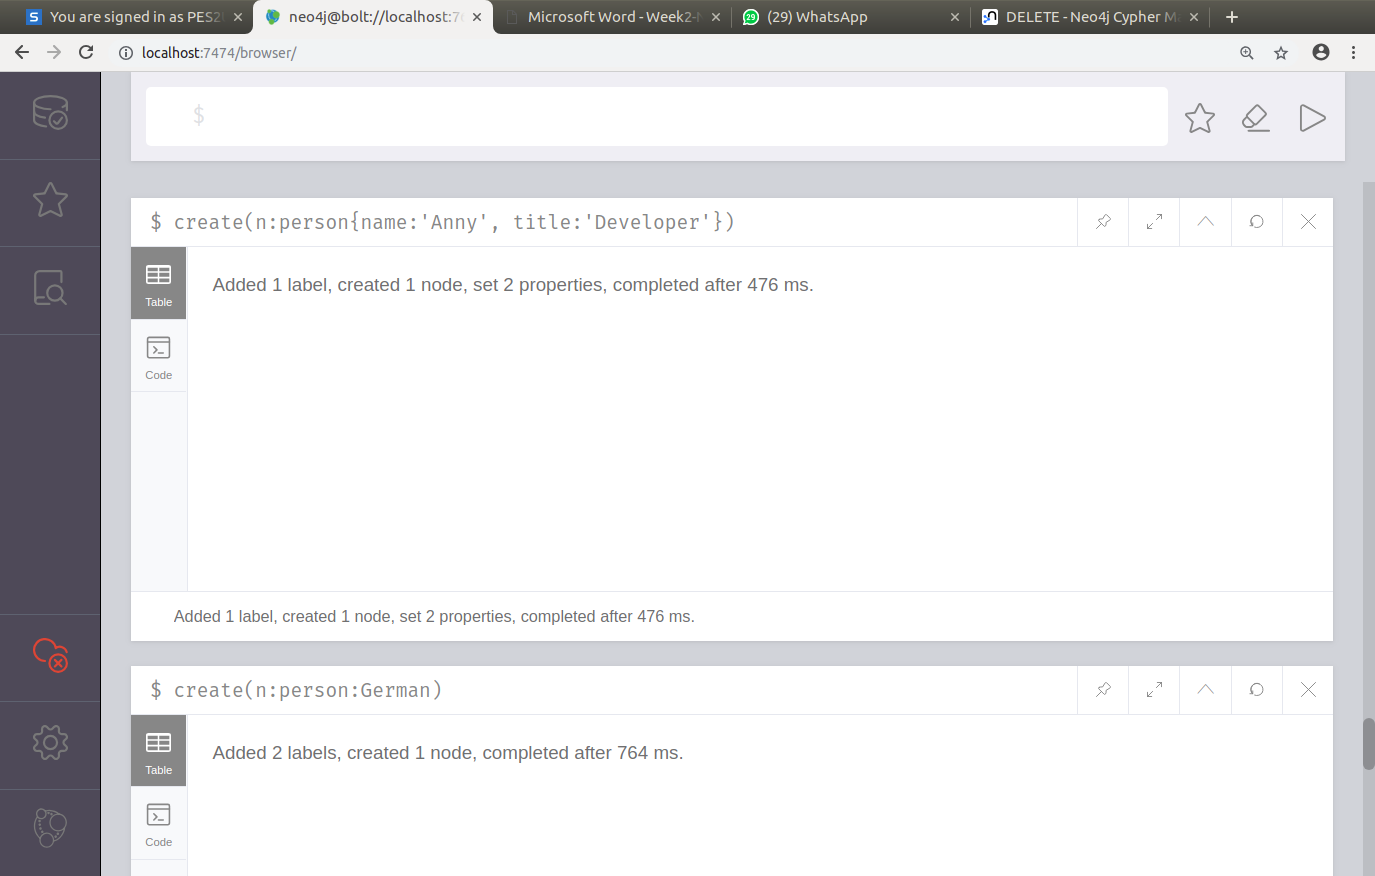 You are signed in as PES2
neo4j@bolt://localhost:7
Microsoft Word - Week2-
29
(29) WhatsApp
DELETE - Neo4j Cypher M
localhost:7474/browser/
$
$ create(n:person{name:'Anny', title:'Developer'})
Table
Added 1 label, created 1 node, set 2 properties, completed after 476 ms.
Code
Added 1 label, created 1 node, set 2 properties, completed after 476 ms.
$ create(n:person:German)
Table
Added 2 labels, created 1 node, completed after 764 ms.
Code